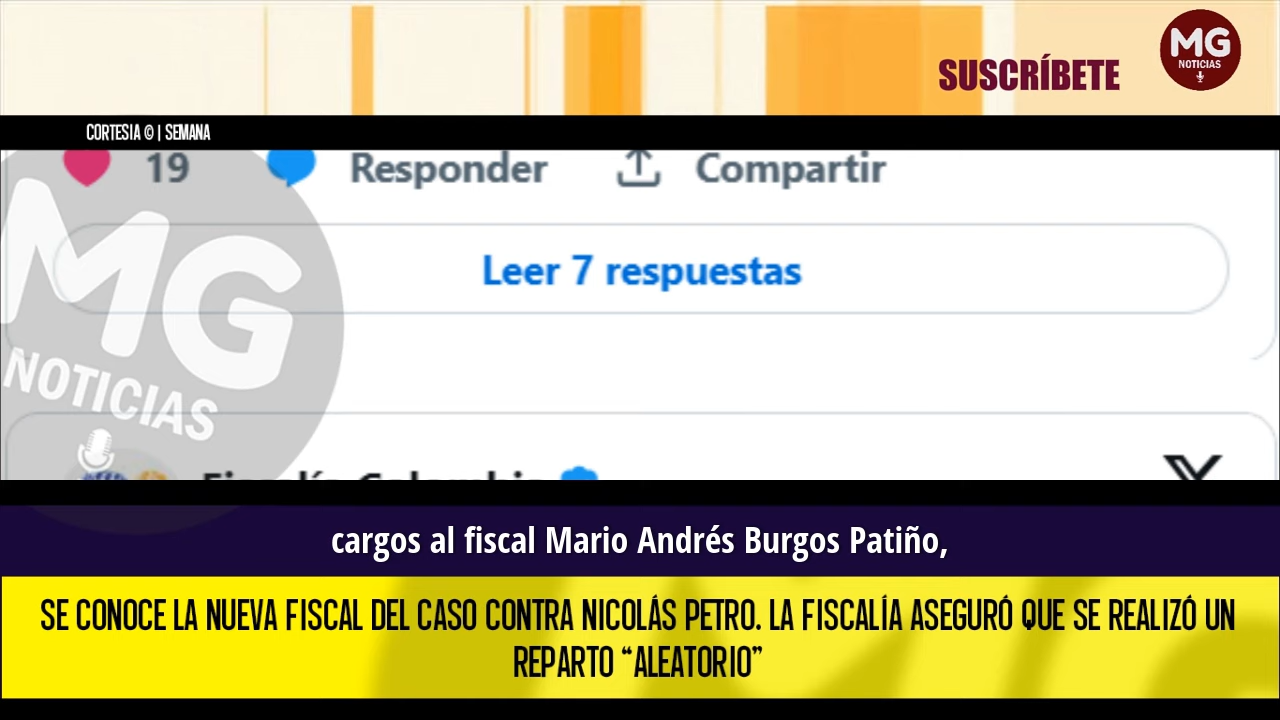 SUSCRÍBETE
MG
NOTICIAS
CORTESIA © | SEMANA
19 Responder Compartir
Leer 7 respuestas
MG
NOTICIAS
Fiscalía Colombia
cargos al fiscal Mario Andrés Burgos Patiño,
SE CONOCE LA NUEVA FISCAL DEL CASO CONTRA NICOLÁS PETRO. LA FISCALÍA ASEGURÓ QUE SE REALIZÓ UN
REPARTO “ALEATORIO”